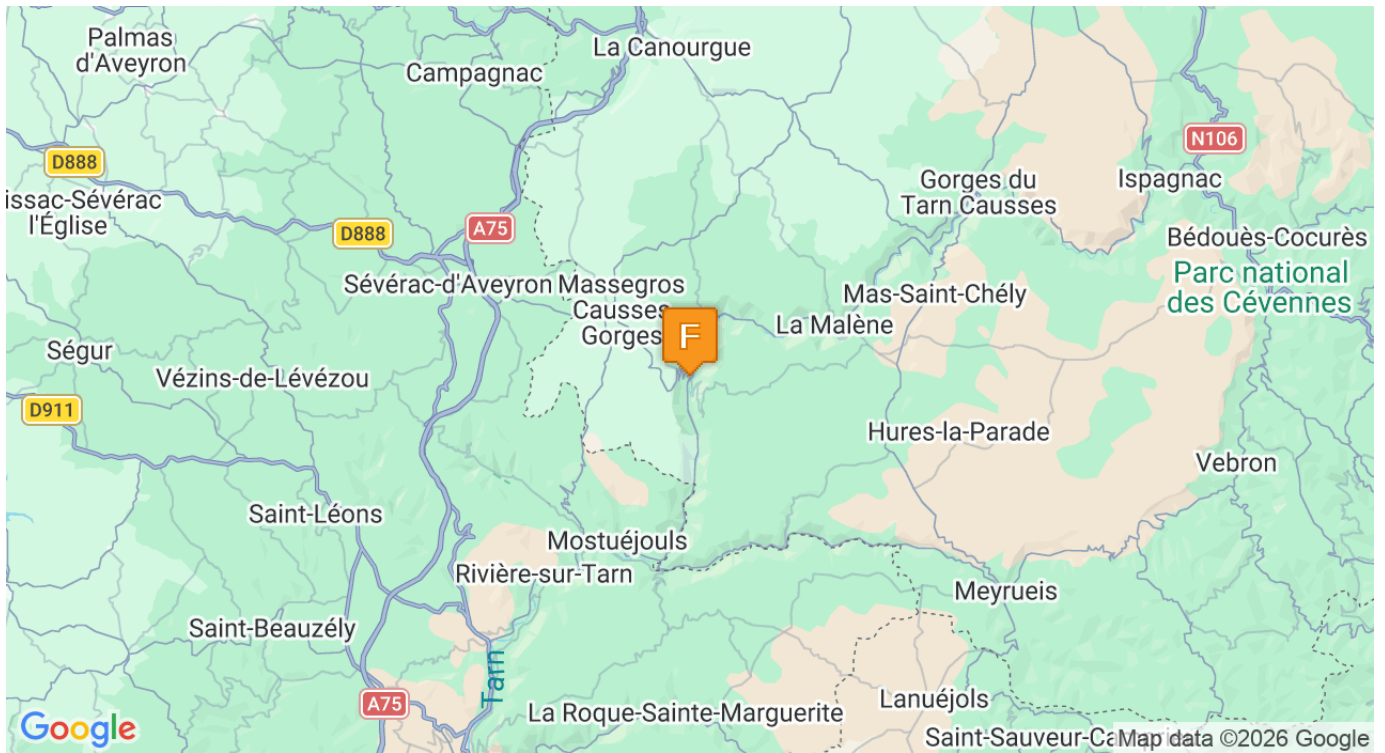 Palmas
d'Aveyron
La Canourgue
Campagnac
D888
N106
issac-Sévérac
l'Église
D888
A75
Gorges du
Tarn Causses
Ispagnac
Bédouès-Cocurès
Parc national
des Cévennes
Sévérac-d'Aveyron
Massegros
Causses
Gorges
Mas-Saint-Chély
La Malène
F
Ségur
Vézins-de-Lévézou
D911
Hures-la-Parade
Vebron
Saint-Léons
Mostuéjouls
Rivière-sur-Tarn
Meyrueis
Saint-Beauzély
Tarn
A75
La Roque-Sainte-Marguerite
Lanuéjols
Saint-Sauveur-Ca
Google
Map data ©2026 Google